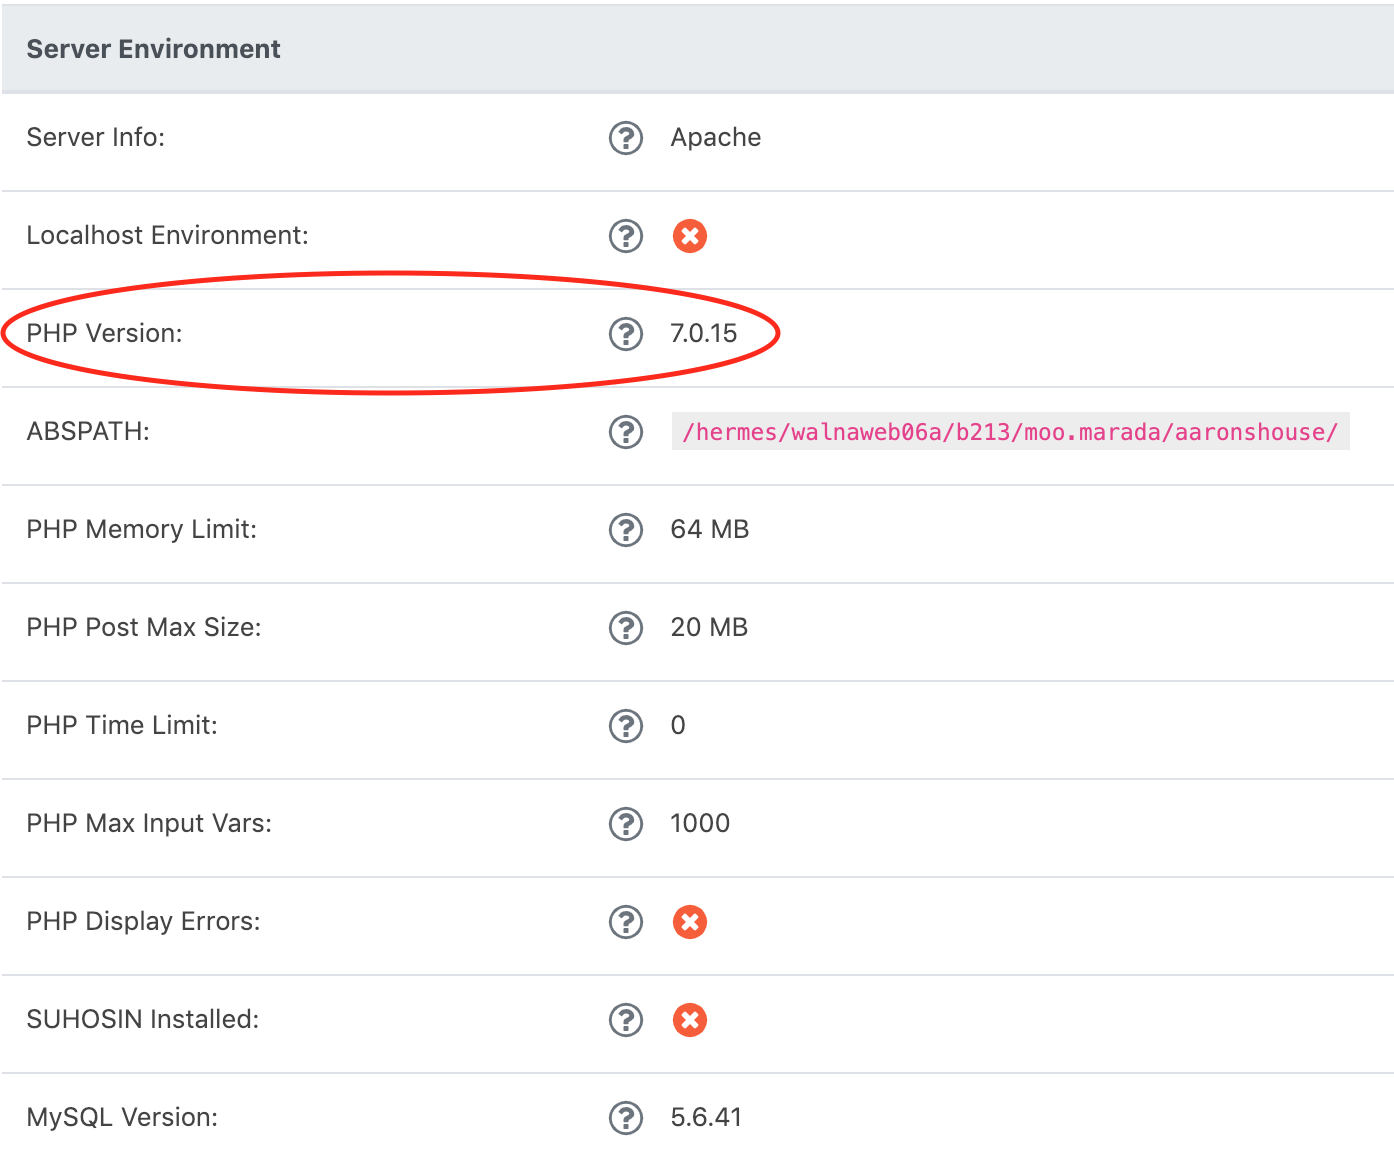 Server Environment
Server Info: ? Apache
Localhost Environment: ?
PHP Version: ? 7.0.15
ABSPATH: ? /hermes/walnaweb06a/b213/moo.marada/aaronshouse/
PHP Memory Limit: ? 64 MB
PHP Post Max Size: ? 20 MB
PHP Time Limit: ? 0
PHP Max Input Vars: ? 1000
PHP Display Errors: ?
SUHOSIN Installed: ?
MySQL Version: ? 5.6.41